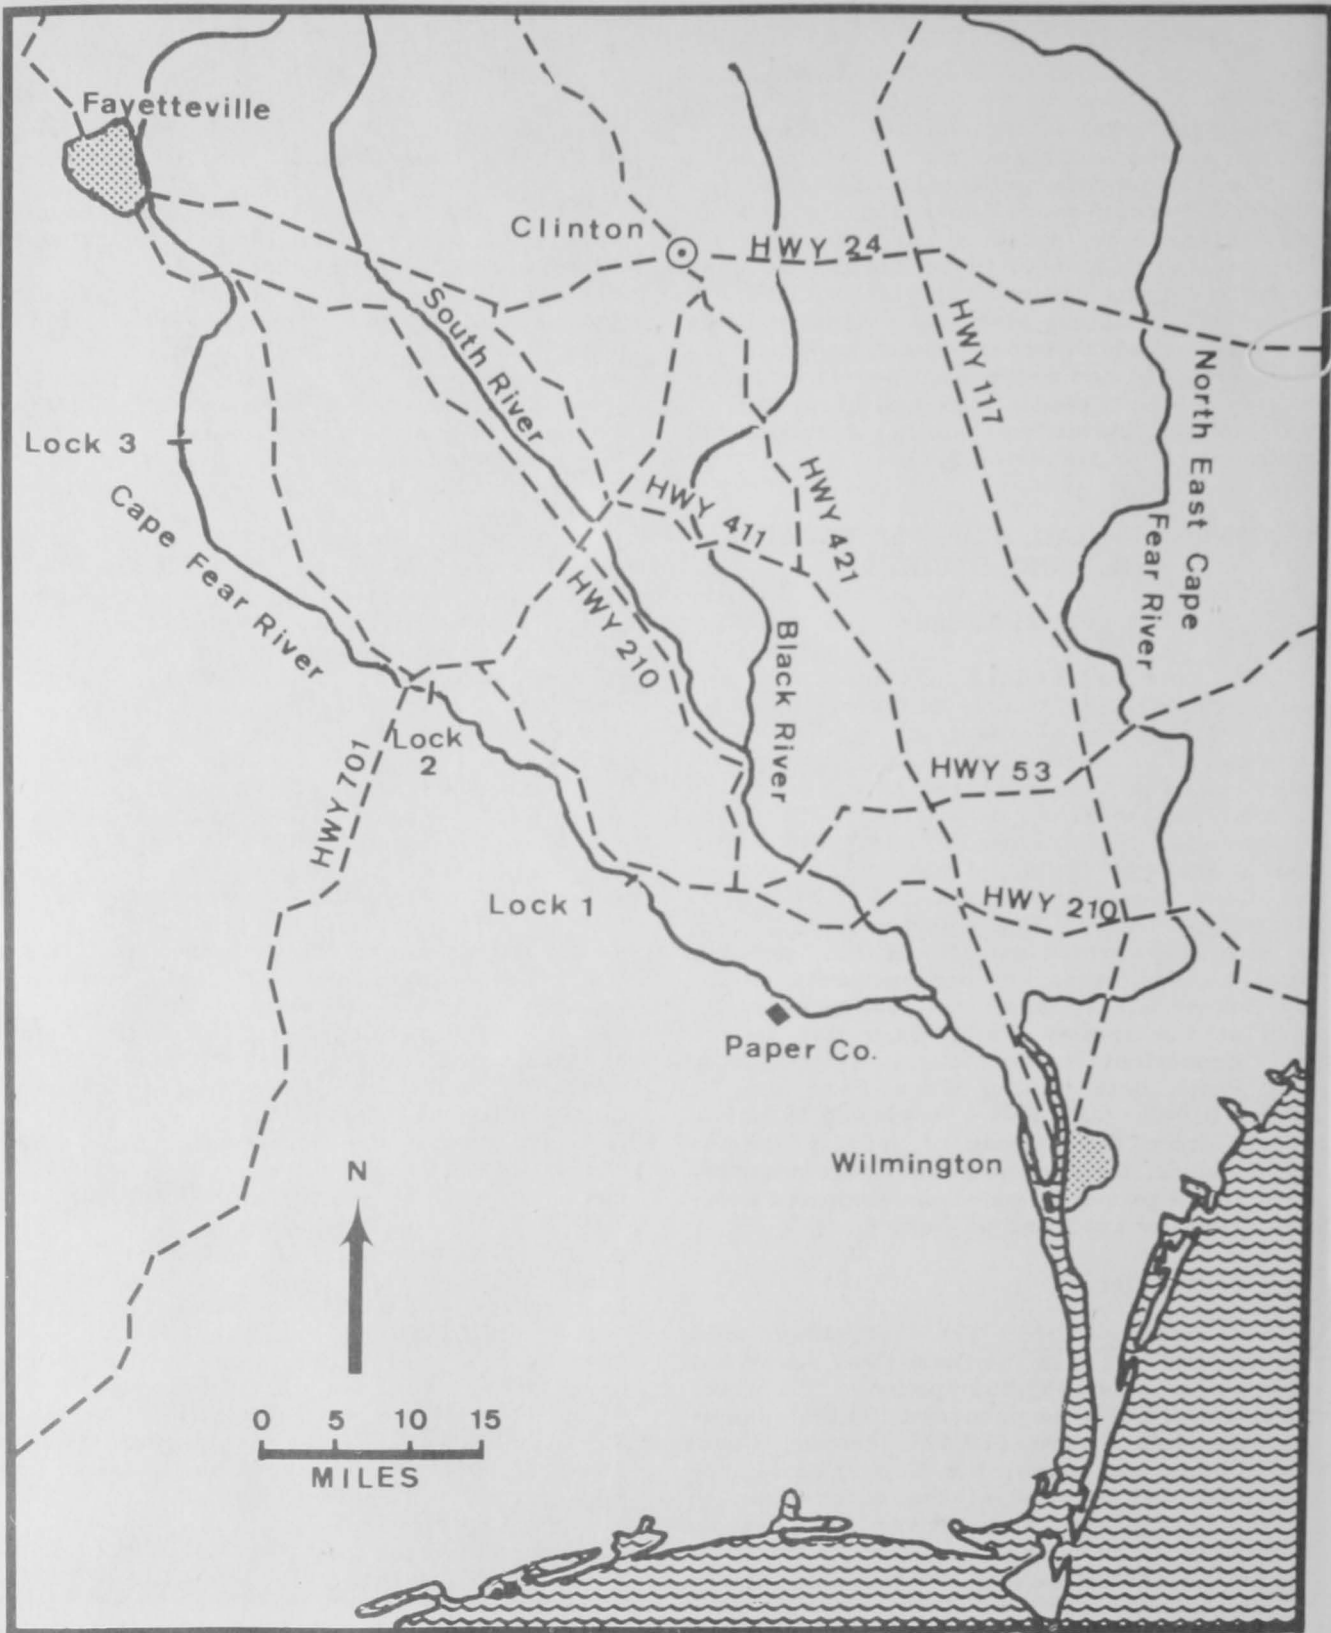 Fayetteville
Clinton
HWY 24
South River
HWY 117
North East Cape
Fear River
Lock 3
Cape Fear River
HWY 411
HWY 421
HWY 210
Black River
Lock
2
HWY 701
HWY 53
Lock 1
HWY 210
Paper Co.
Wilmington
N
0 5 10 15
MILES